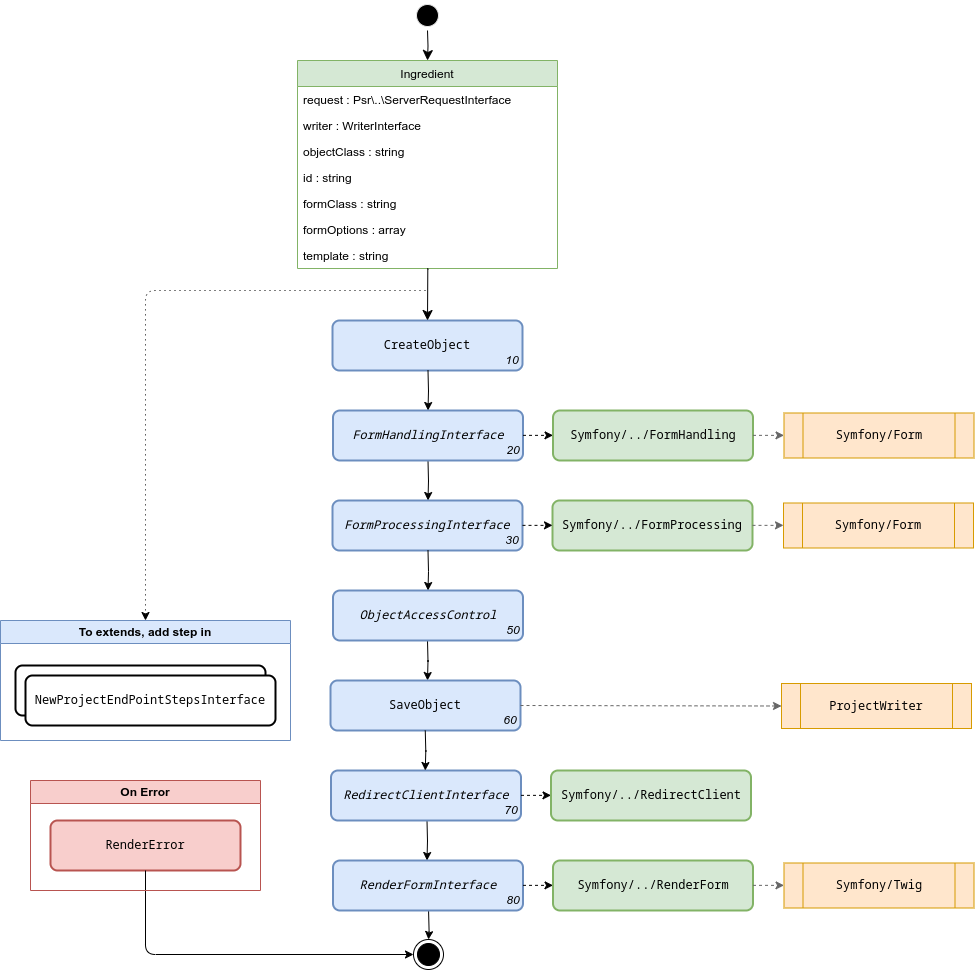 Ingredient
request : Psr\..\ServerRequestInterface
writer : WriterInterface
objectClass : string
id : string
formClass : string
formOptions : array
template : string
CreateObject
10
FormHandlingInterface
20
Symfony/../FormHandling
Symfony/Form
FormProcessingInterface
30
Symfony/../FormProcessing
Symfony/Form
ObjectAccessControl
50
To extends, add step in
NewProjectEndPointStepsInterface
SaveObject
60
ProjectWriter
On Error
RenderError
RedirectClientInterface
70
Symfony/../RedirectClient
RenderFormInterface
80
Symfony/../RenderForm
Symfony/Twig